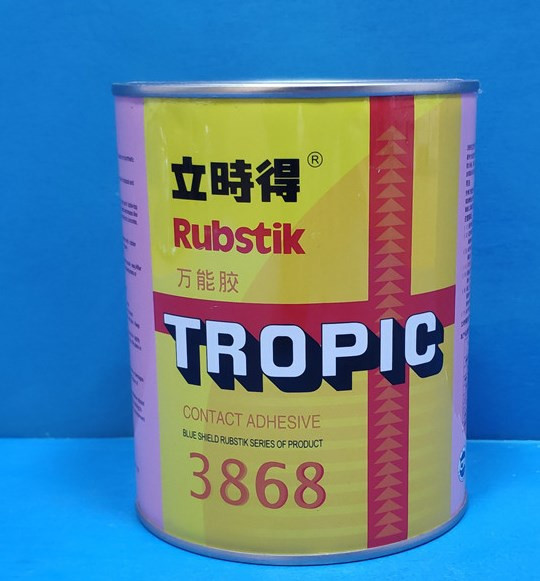 立時得®
Rubstik
万能胶
TROPIC
CONTACT ADHESIVE
BLUE SHIELD RUBSTIK SERIES OF PRODUCT
3868